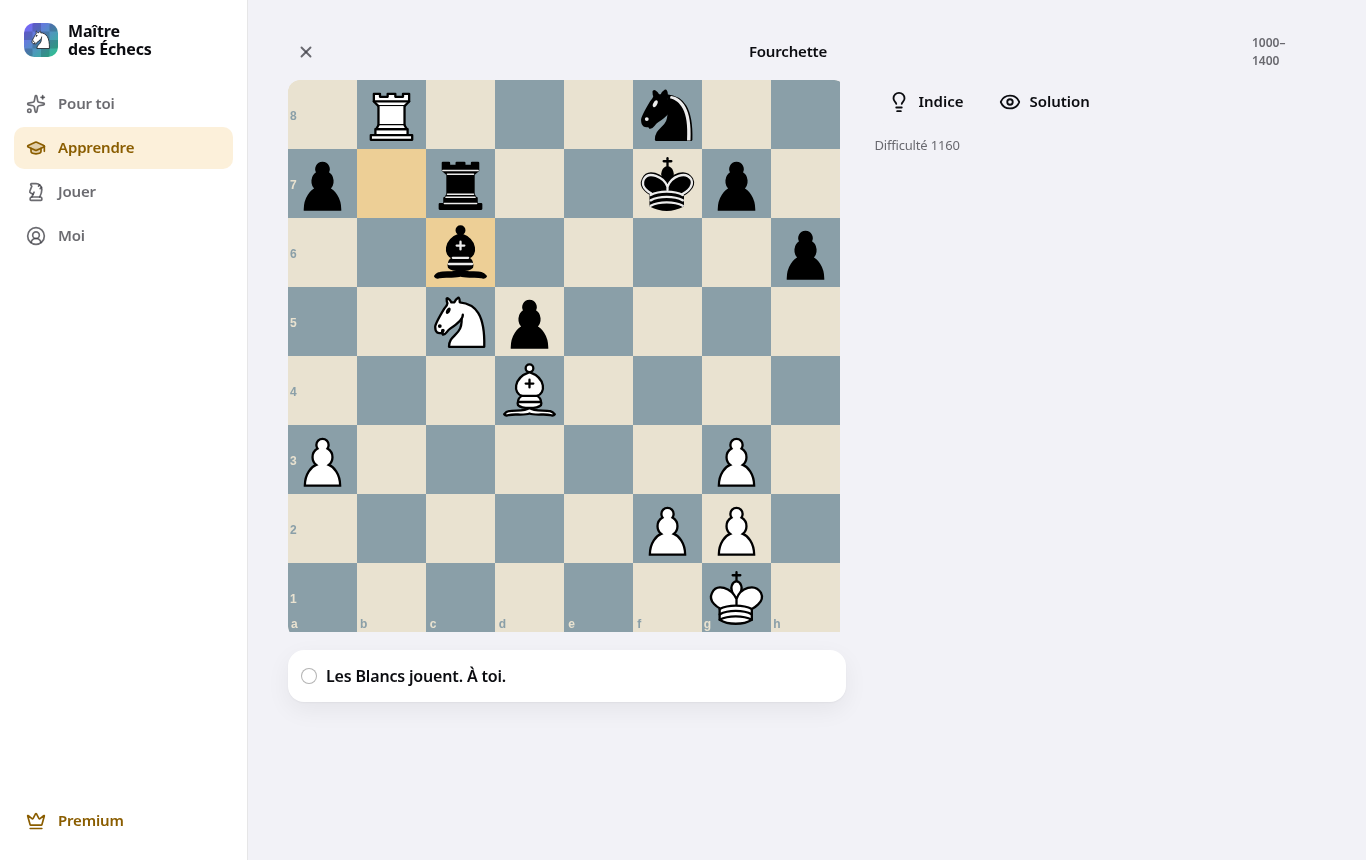 Maître
des Échecs
Pour toi
Apprendre
Jouer
Moi
Premium
Fourchette
1000–
1400
8
7
6
5
4
3
2
1
a b c d e f g h
Indice
Solution
Difficulté 1160
Les Blancs jouent. À toi.